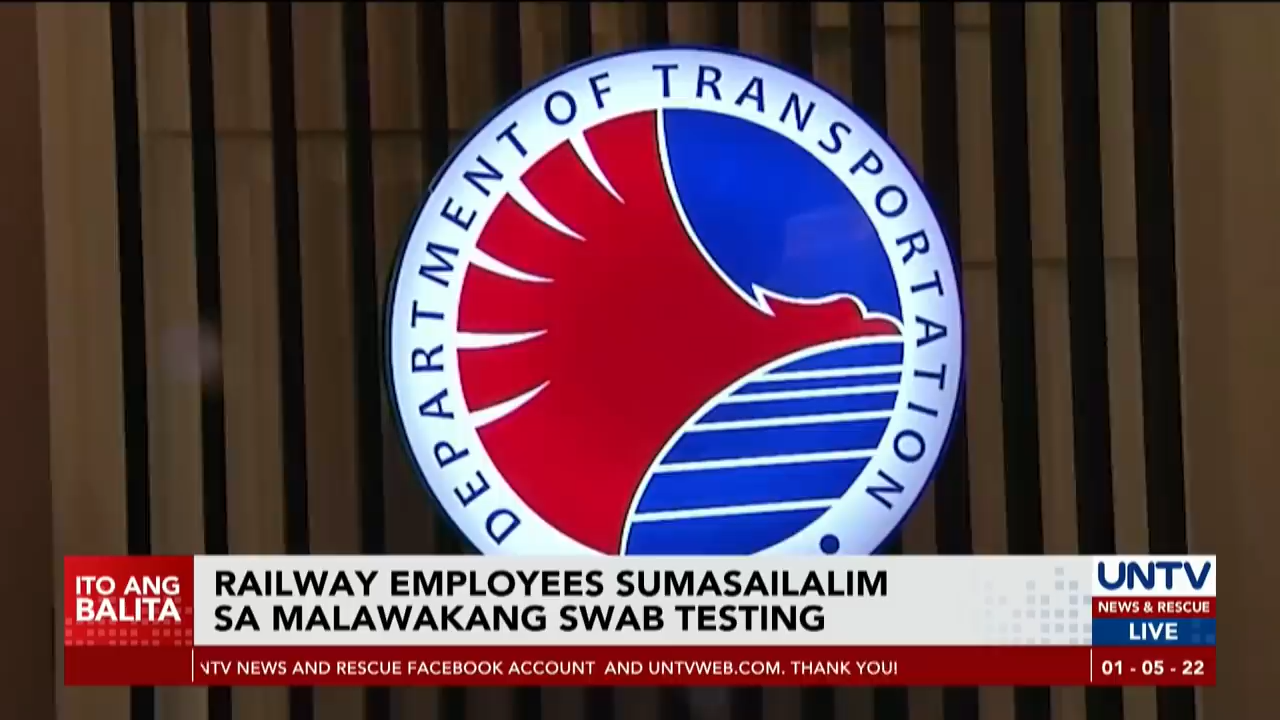 DEPARTMENT OF TRANSPORTATION
ITO ANG
BALITA
RAILWAY EMPLOYEES SUMASAILALIM
SA MALAWAKANG SWAB TESTING
UNTV
NEWS & RESCUE
LIVE
NEWS AND RESCUE FACEBOOK ACCOUNT AND UNTVWEB.COM. THANK YOU!
01 - 05 - 22